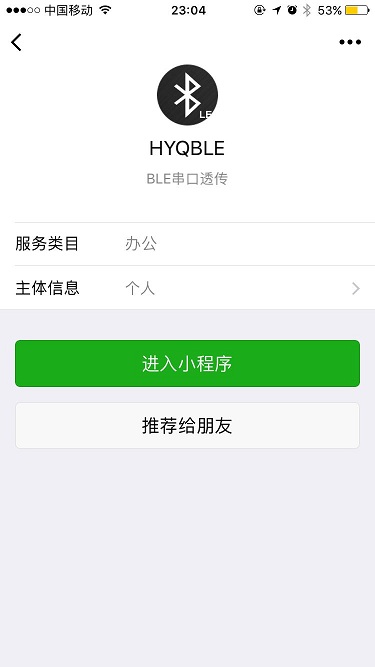 中国移动 23:04 53%
LE
HYQBLE
BLE串口透传
服务类目 办公
主体信息 个人
进入小程序
推荐给朋友